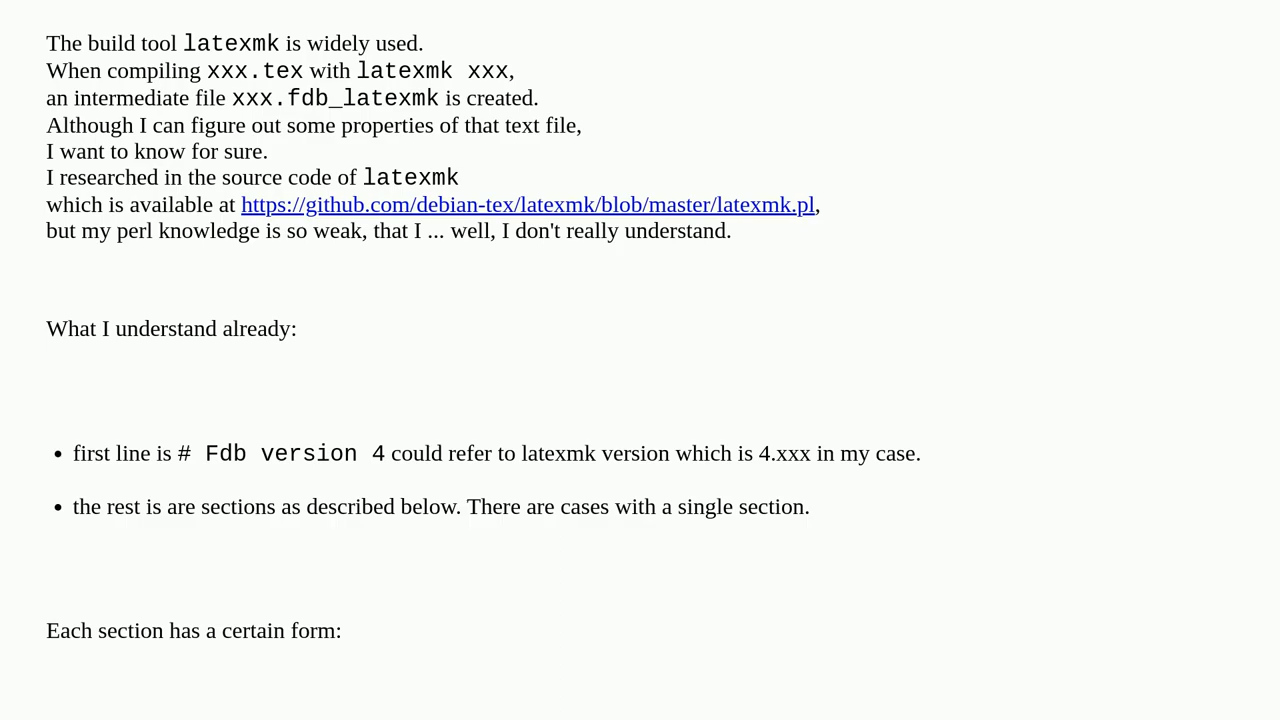 The build tool latexmk is widely used.
When compiling xxx.tex with latexmk xxx,
an intermediate file xxx.fdb_latexmk is created.
Although I can figure out some properties of that text file,
I want to know for sure.
I researched in the source code of latexmk
which is available at https://github.com/debian-tex/latexmk/blob/master/latexmk.pl,
but my perl knowledge is so weak, that I ... well, I don't really understand.
What I understand already:
• first line is # Fdb version 4 could refer to latexmk version which is 4.xxx in my case.
• the rest is are sections as described below. There are cases with a single section.
Each section has a certain form: